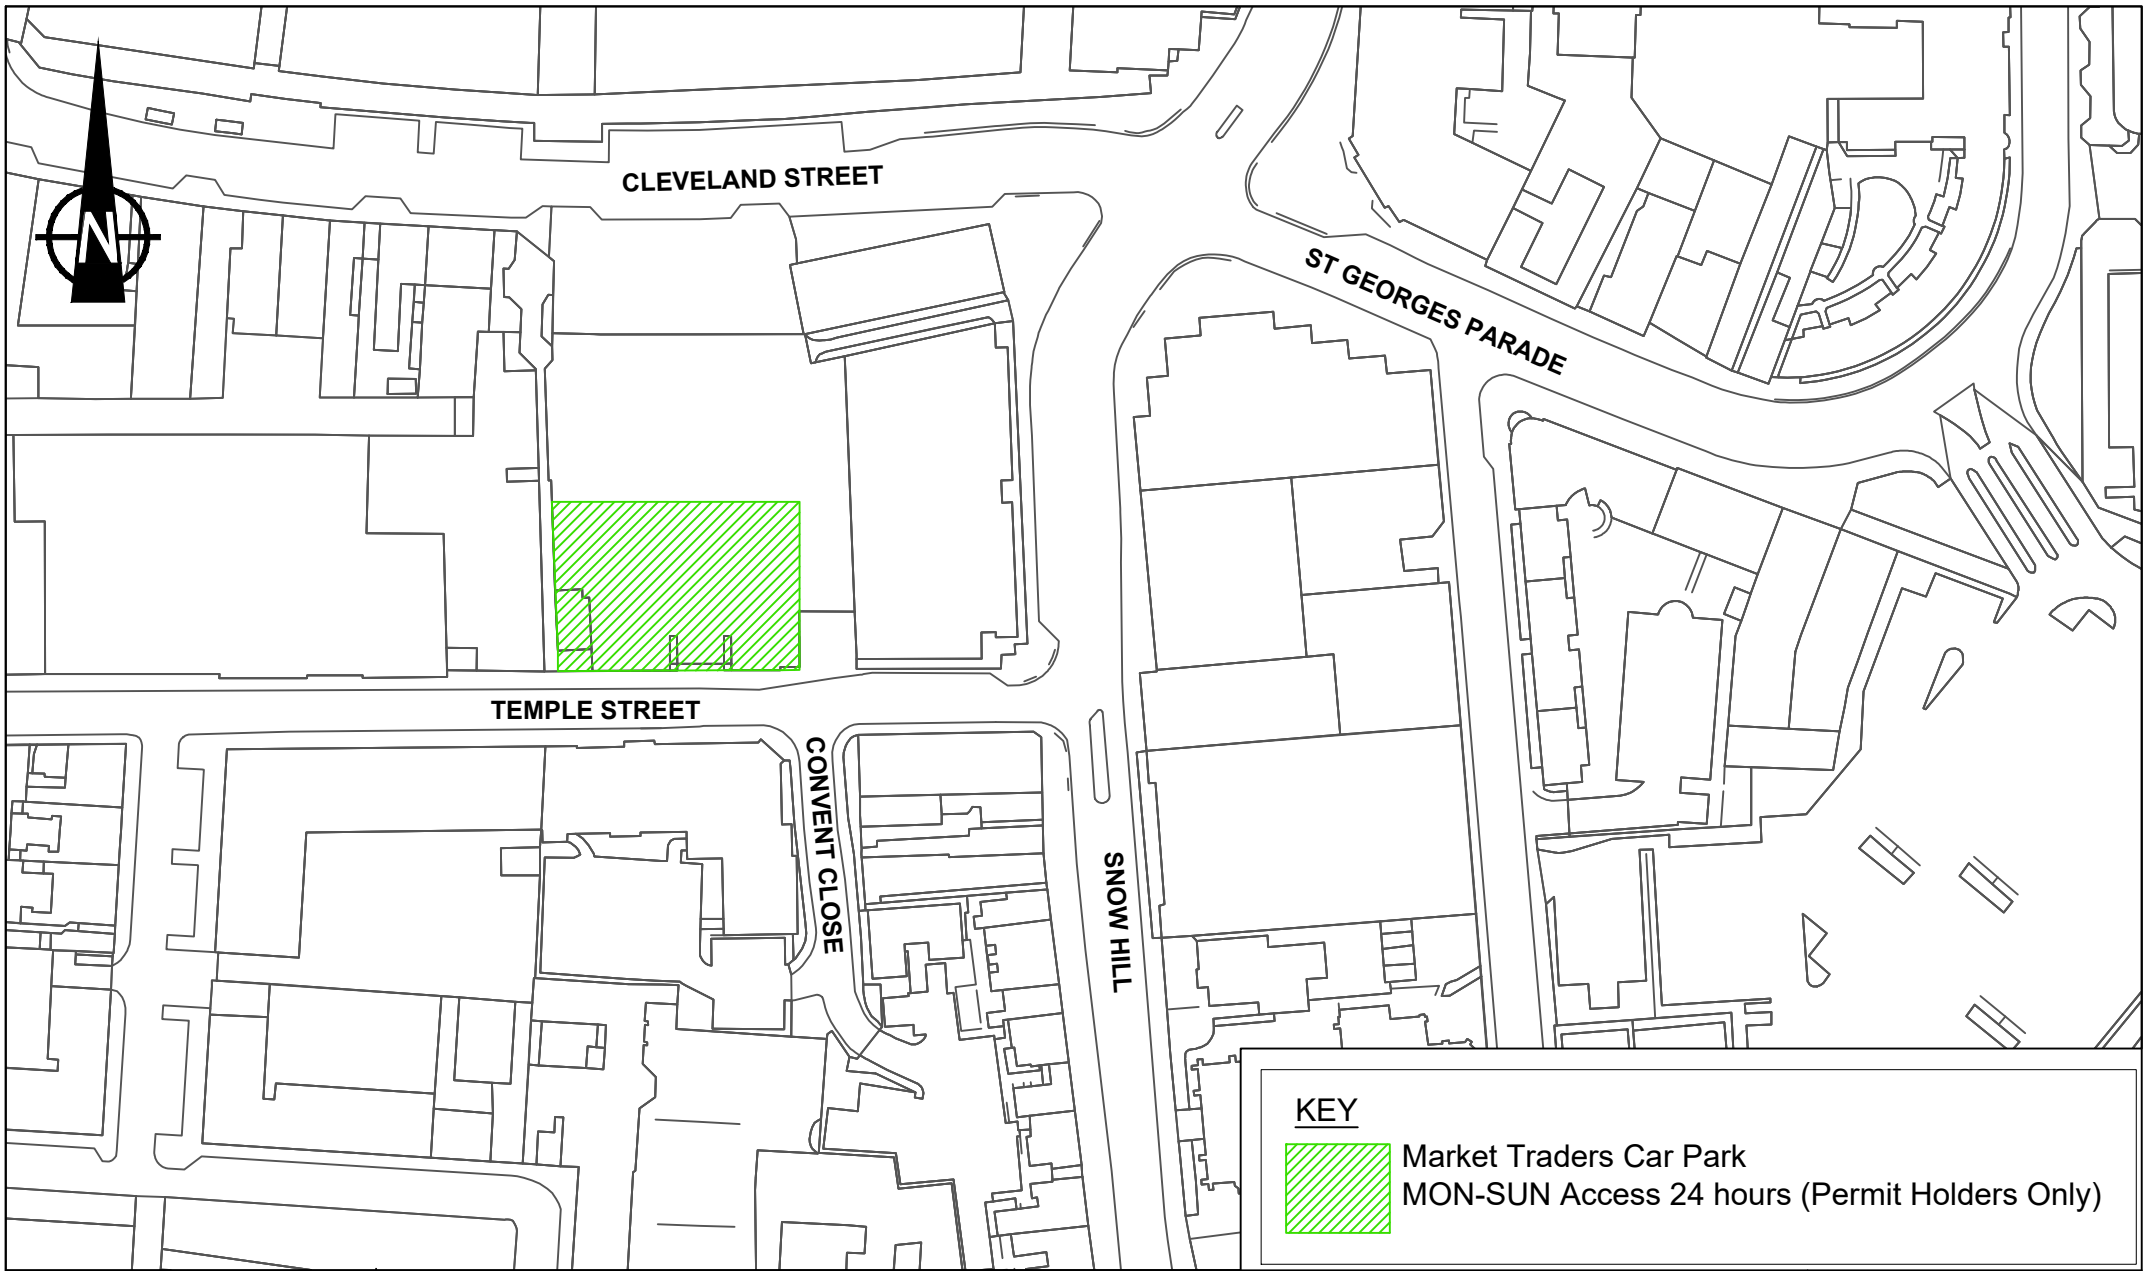 CLEVELAND STREET
N
ST GEORGES PARADE
TEMPLE STREET
CONVENT CLOSE
SNOW HILL
KEY
Market Traders Car Park
MON-SUN Access 24 hours (Permit Holders Only)